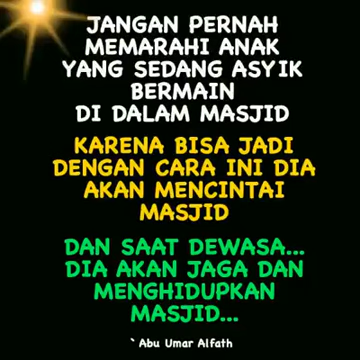 JANGAN PERNAH
MEMARAHI ANAK
YANG SEDANG ASYIK
BERMAIN
DI DALAM MASJID
KARENA BISA JADI
DENGAN CARA INI DIA
AKAN MENCINTAI
MASJID
DAN SAAT DEWASA...
DIA AKAN JAGA DAN
MENGHIDUPKAN
MASJID...
` Abu Umar Alfath